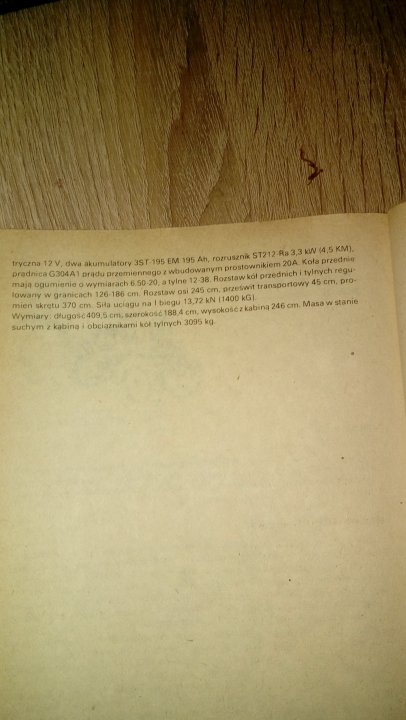 tryczna 12 V, dwa akumulatory 3ST-195 EM 195 Ah, rozrusznik ST212-Ra 3,3 kW (4,5 KM),
prądnica G304A1 prądu przemiennego z wbudowanym prostownikiem 20A. Koła przednie
mają ogumienie o wymiarach 6.50-20, a tylne 12-38. Rozstaw kół przednich i tylnych regu-
lowany w granicach 126-186 cm. Rozstaw osi 245 cm, prześwit transportowy 45 cm, pro-
mień skrętu 370 cm. Siła uciągu na I biegu 13,72 kN (1400 kG).
Wymiary: długość 409,5 cm, szerokość 188,4 cm, wysokość z kabiną 246 cm. Masa w stanie
suchym z kabiną i obciążnikami kół tylnych 3095 kg.